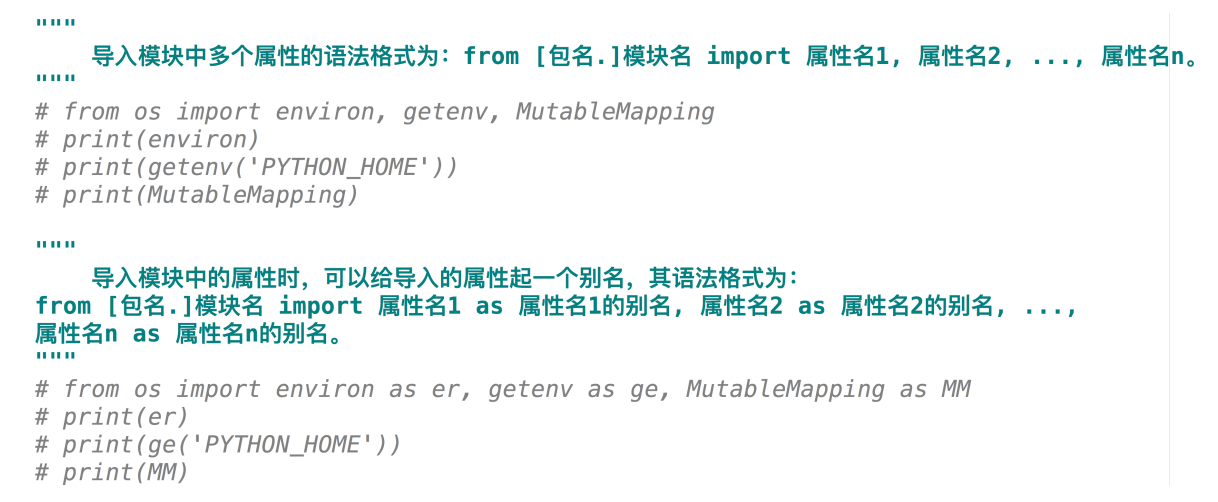 """
    导入模块中多个属性的语法格式为：from [包名.]模块名 import 属性名1, 属性名2, ..., 属性名n。
"""
# from os import environ, getenv, MutableMapping
# print(environ)
# print(getenv('PYTHON_HOME'))
# print(MutableMapping)

"""
    导入模块中的属性时，可以给导入的属性起一个别名，其语法格式为：
from [包名.]模块名 import 属性名1 as 属性名1的别名, 属性名2 as 属性名2的别名, ...,
属性名n as 属性名n的别名。
"""
# from os import environ as er, getenv as ge, MutableMapping as MM
# print(er)
# print(ge('PYTHON_HOME'))
# print(MM)